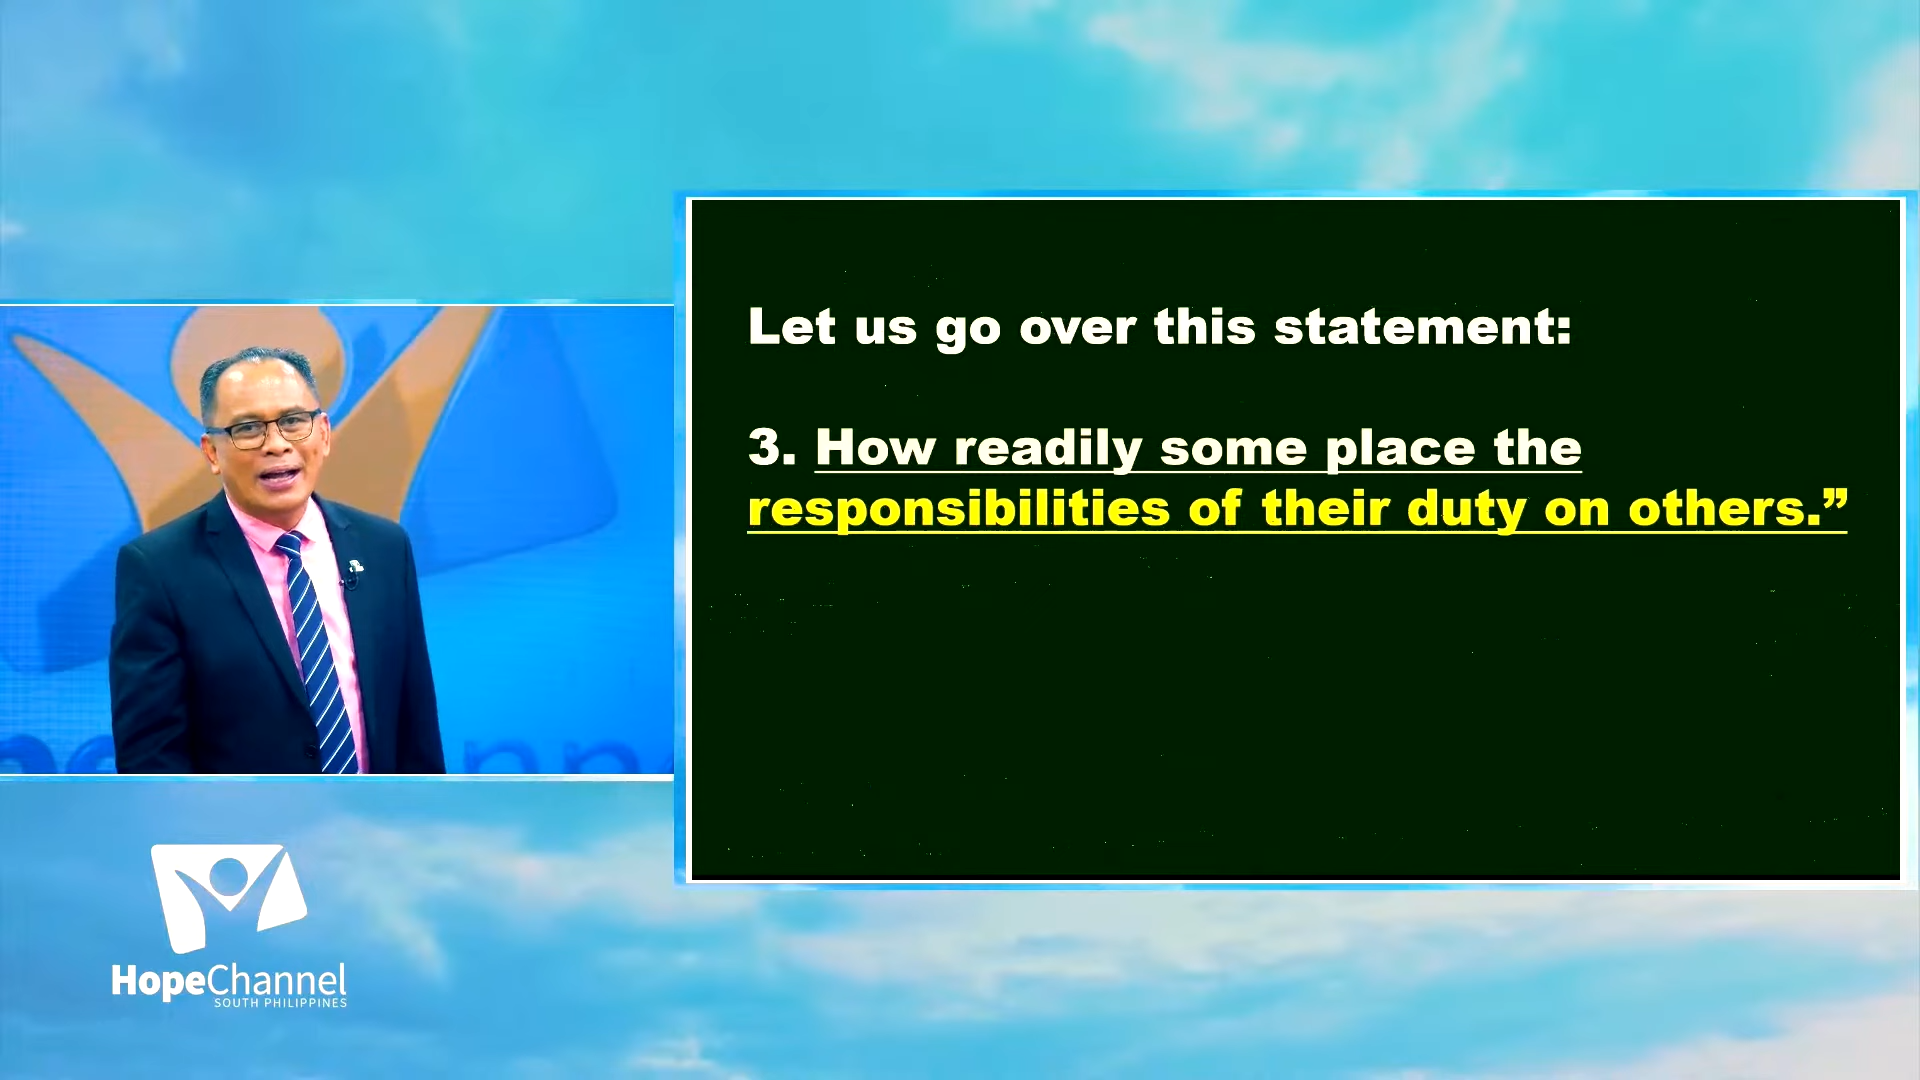 Let us go over this statement:
3. How readily some place the
responsibilities of their duty on others.”
HopeChannel
SOUTH PHILIPPINES